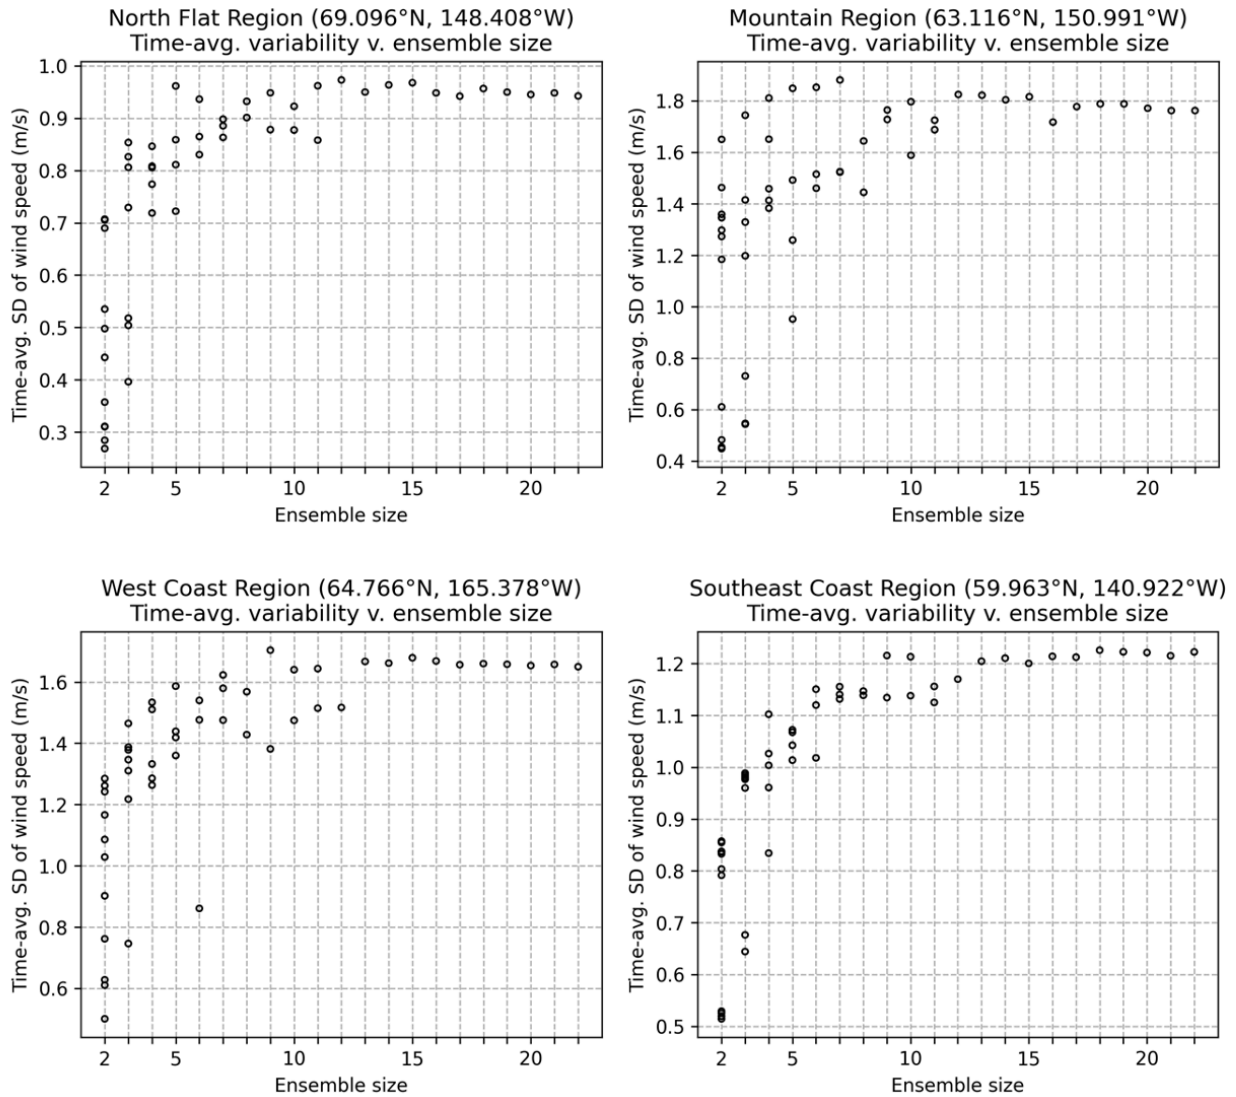 North Flat Region (69.096°N, 148.408°W)
Time-avg. variability v. ensemble size
Time-avg. SD of wind speed (m/s)
1.0
0.9
0.8
0.7
0.6
0.5
0.4
0.3
2 5 10 15 20
Ensemble size
Mountain Region (63.116°N, 150.991°W)
Time-avg. variability v. ensemble size
Time-avg. SD of wind speed (m/s)
1.8
1.6
1.4
1.2
1.0
0.8
0.6
0.4
2 5 10 15 20
Ensemble size
West Coast Region (64.766°N, 165.378°W)
Time-avg. variability v. ensemble size
Time-avg. SD of wind speed (m/s)
1.6
1.4
1.2
1.0
0.8
0.6
2 5 10 15 20
Ensemble size
Southeast Coast Region (59.963°N, 140.922°W)
Time-avg. variability v. ensemble size
Time-avg. SD of wind speed (m/s)
1.2
1.1
1.0
0.9
0.8
0.7
0.6
0.5
2 5 10 15 20
Ensemble size